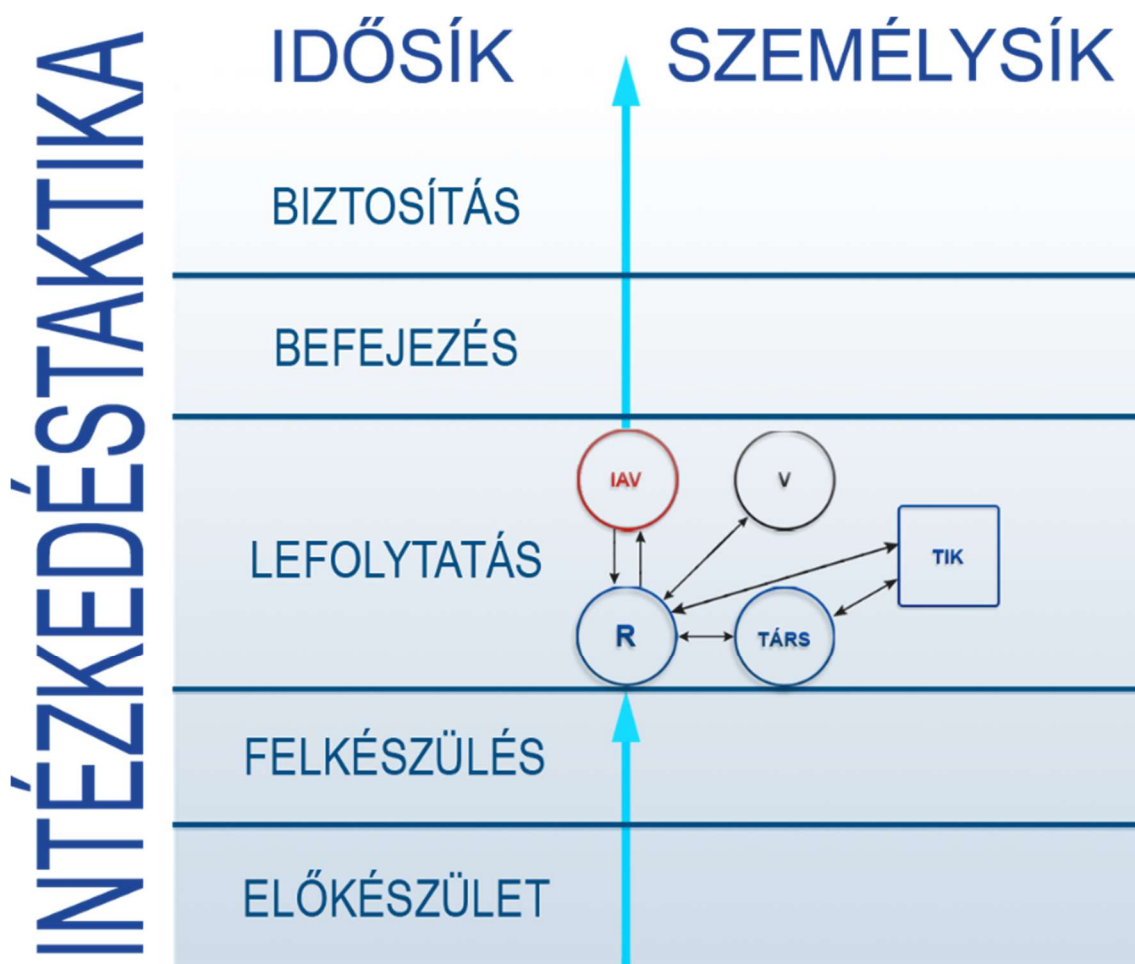 INTÉZKEDÉSTAKTIKA
IDŐSÍK
SZEMÉLYSÍK
BIZTOSÍTÁS
BEFEJEZÉS
LEFOLYTATÁS
IAV
V
TIK
R
TÁRS
FELKÉSZÜLÉS
ELŐKÉSZÜLET